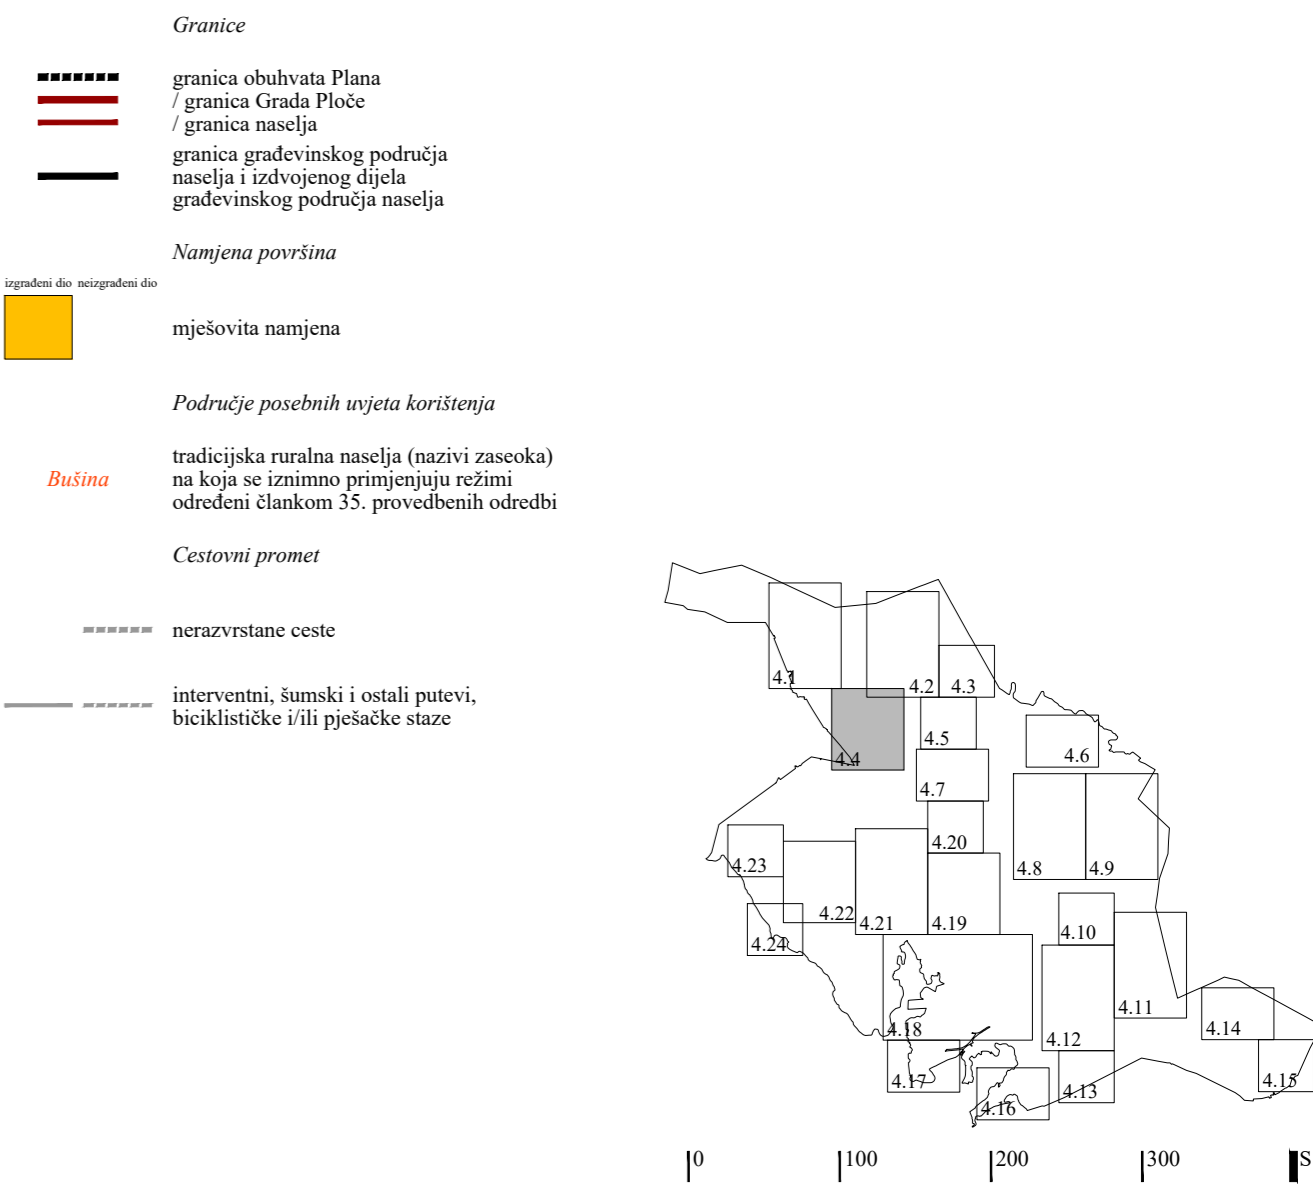 Granice
granica obuhvata Plana
/ granica Grada Ploče
/ granica naselja
granica građevinskog područja
naselja i izdvojenog dijela
građevinskog područja naselja
Namjena površina
izgrađeni dio neizgrađeni dio
mješovita namjena
Područje posebnih uvjeta korištenja
Bušina
tradicijska ruralna naselja (nazivi zaseoka)
na koja se iznimno primjenjuju režimi
određeni člankom 35. provedbenih odredbi
Cestovni promet
nerazvrstane ceste
interventni, šumski i ostali putevi,
biciklističke i/ili pješačke staze
4.1
4.2
4.3
4.4
4.5
4.6
4.7
4.20
4.8
4.9
4.23
4.22
4.21
4.19
4.10
4.24
4.18
4.12
4.11
4.14
4.17
4.16
4.13
4.15
0
100
200
300
S